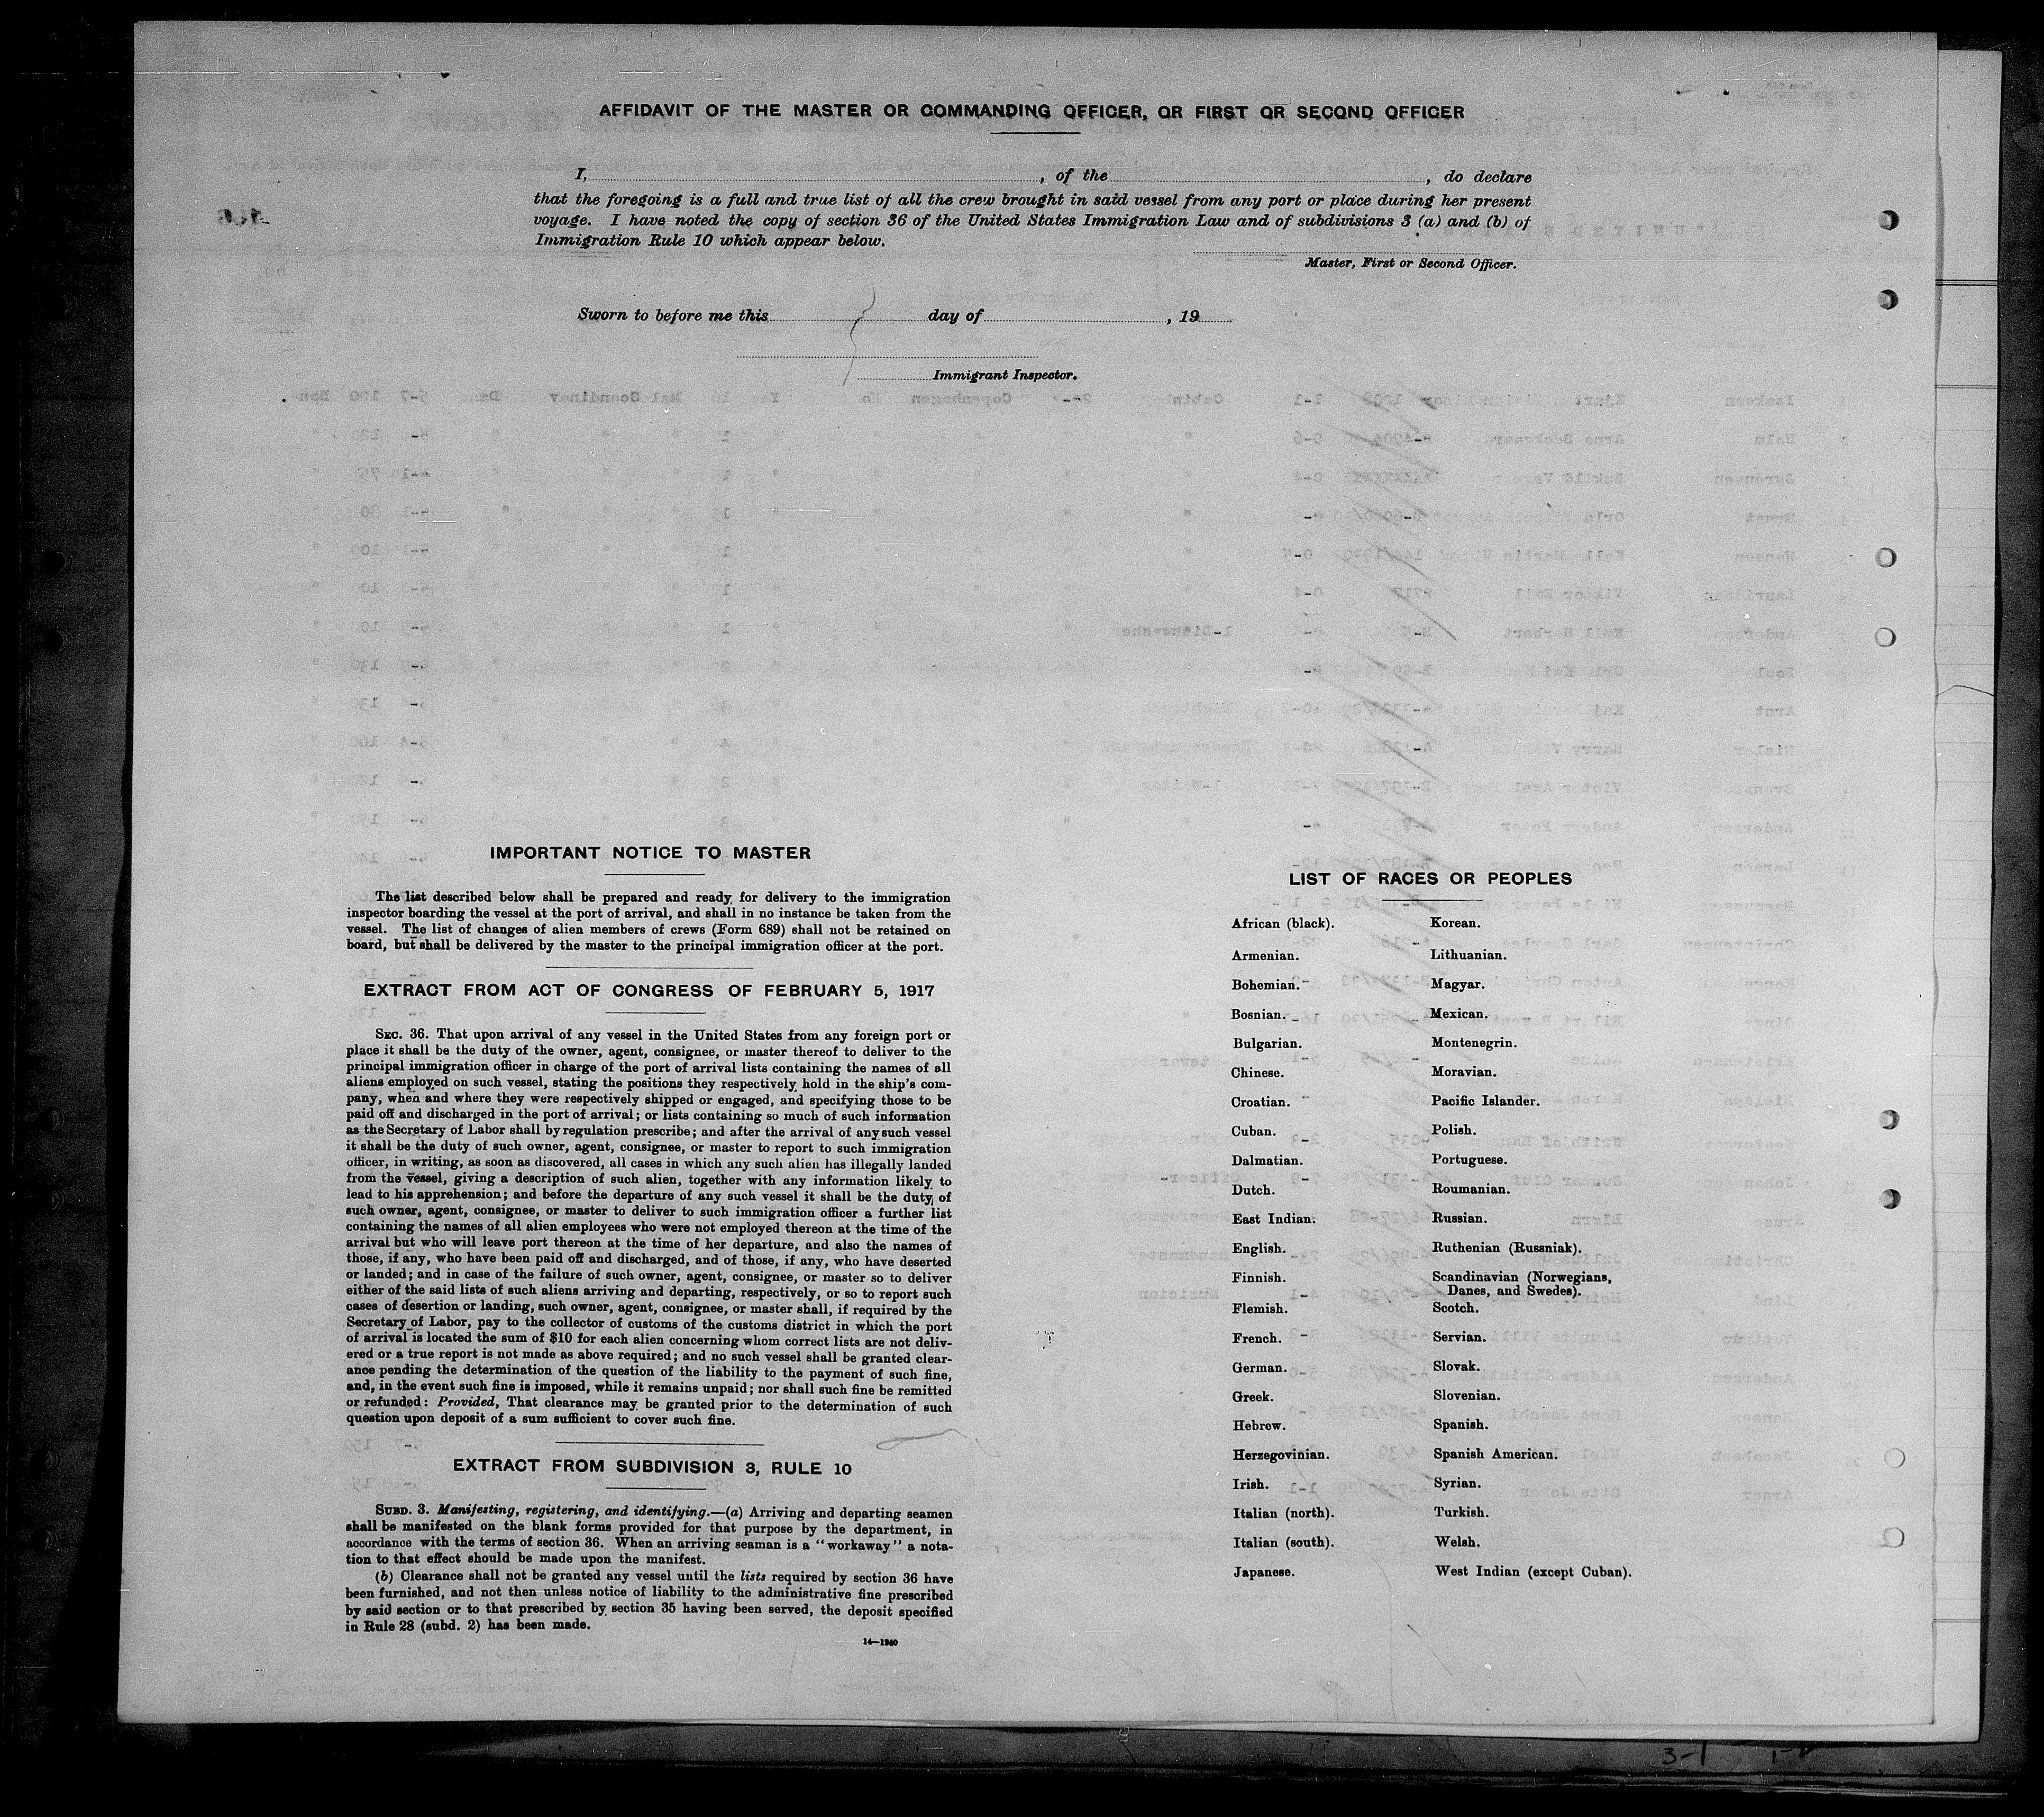 AFFIDAVIT OF THE MASTER OR COMMANDING OFFICER, OR FIRST OR SECOND OFFICER
I, , of the , do declare
that the foregoing is a full and true list of all the crew brought in said vessel from any port or place during her present
voyage. I have noted the copy of section 36 of the United States Immigration Law and of subdivisions 3 (a) and (b) of
Immigration Rule 10 which appear below.
Master, First or Second Officer.
Sworn to before me this day of , 19
Immigrant Inspector.
IMPORTANT NOTICE TO MASTER
The list described below shall be prepared and ready for delivery to the immigration
inspector boarding the vessel at the port of arrival, and shall in no instance be taken from the
vessel. The list of changes of alien members of crews (Form 689) shall not be retained on
board, but shall be delivered by the master to the principal immigration officer at the port.
EXTRACT FROM ACT OF CONGRESS OF FEBRUARY 5, 1917
SEC. 36. That upon arrival of any vessel in the United States from any foreign port or
place it shall be the duty of the owner, agent, consignee, or master thereof to deliver to the
principal immigration officer in charge of the port of arrival lists containing the names of all
aliens employed on such vessel, stating the positions they respectively hold in the ship's com-
pany, when and where they were respectively shipped or engaged, and specifying those to be
paid off and discharged in the port of arrival; or lists containing so much of such information
as the Secretary of Labor shall by regulation prescribe; and after the arrival of any such vessel
it shall be the duty of such owner, agent, consignee, or master to report to such immigration
officer, in writing, as soon as discovered, all cases in which any such alien has illegally landed
from the vessel, giving a description of such alien, together with any information likely to
lead to his apprehension; and before the departure of any such vessel it shall be the duty of
such owner, agent, consignee, or master to deliver to such immigration officer a further list
containing the names of all alien employees who were not employed thereon at the time of the
arrival but who will leave port thereon at the time of her departure, and also the names of
those, if any, who have been paid off and discharged, and of those, if any, who have deserted
or landed; and in case of the failure of such owner, agent, consignee, or master so to deliver
either of the said lists of such aliens arriving and departing, respectively, or so to report such
cases of desertion or landing, such owner, agent, consignee, or master shall, if required by the
Secretary of Labor, pay to the collector of customs of the customs district in which the port
of arrival is located the sum of $10 for each alien concerning whom correct lists are not deliv-
ered or a true report is not made as above required; and no such vessel shall be granted clear-
ance pending the determination of the question of the liability to the payment of such fine,
and, in the event such fine is imposed, while it remains unpaid; nor shall such fine be remitted
or refunded: Provided, That clearance may be granted prior to the determination of such
question upon deposit of a sum sufficient to cover such fine.
EXTRACT FROM SUBDIVISION 3, RULE 10
SUBD. 3. Manifesting, registering, and identifying.—(a) Arriving and departing seamen
shall be manifested on the blank forms provided for that purpose by the department, in
accordance with the terms of section 36. When an arriving seaman is a "workaway" a nota-
tion to that effect should be made upon the manifest.
(b) Clearance shall not be granted any vessel until the lists required by section 36 have
been furnished, and not then unless notice of liability to the administrative fine prescribed
by said section or to that prescribed by section 35 having been served, the deposit specified
in Rule 28 (subd. 2) has been made.
14—1240
LIST OF RACES OR PEOPLES
African (black). Korean.
Armenian. Lithuanian.
Bohemian. Magyar.
Bosnian. Mexican.
Bulgarian. Montenegrin.
Chinese. Moravian.
Croatian. Pacific Islander.
Cuban. Polish.
Dalmatian. Portuguese.
Dutch. Roumanian.
East Indian. Russian.
English. Ruthenian (Russniak).
Finnish. Scandinavian (Norwegians,
Danes, and Swedes).
Flemish. Scotch.
French. Servian.
German. Slovak.
Greek. Slovenian.
Hebrew. Spanish.
Herzegovinian. Spanish American.
Irish. Syrian.
Italian (north). Turkish.
Italian (south). Welsh.
Japanese. West Indian (except Cuban).
3-1